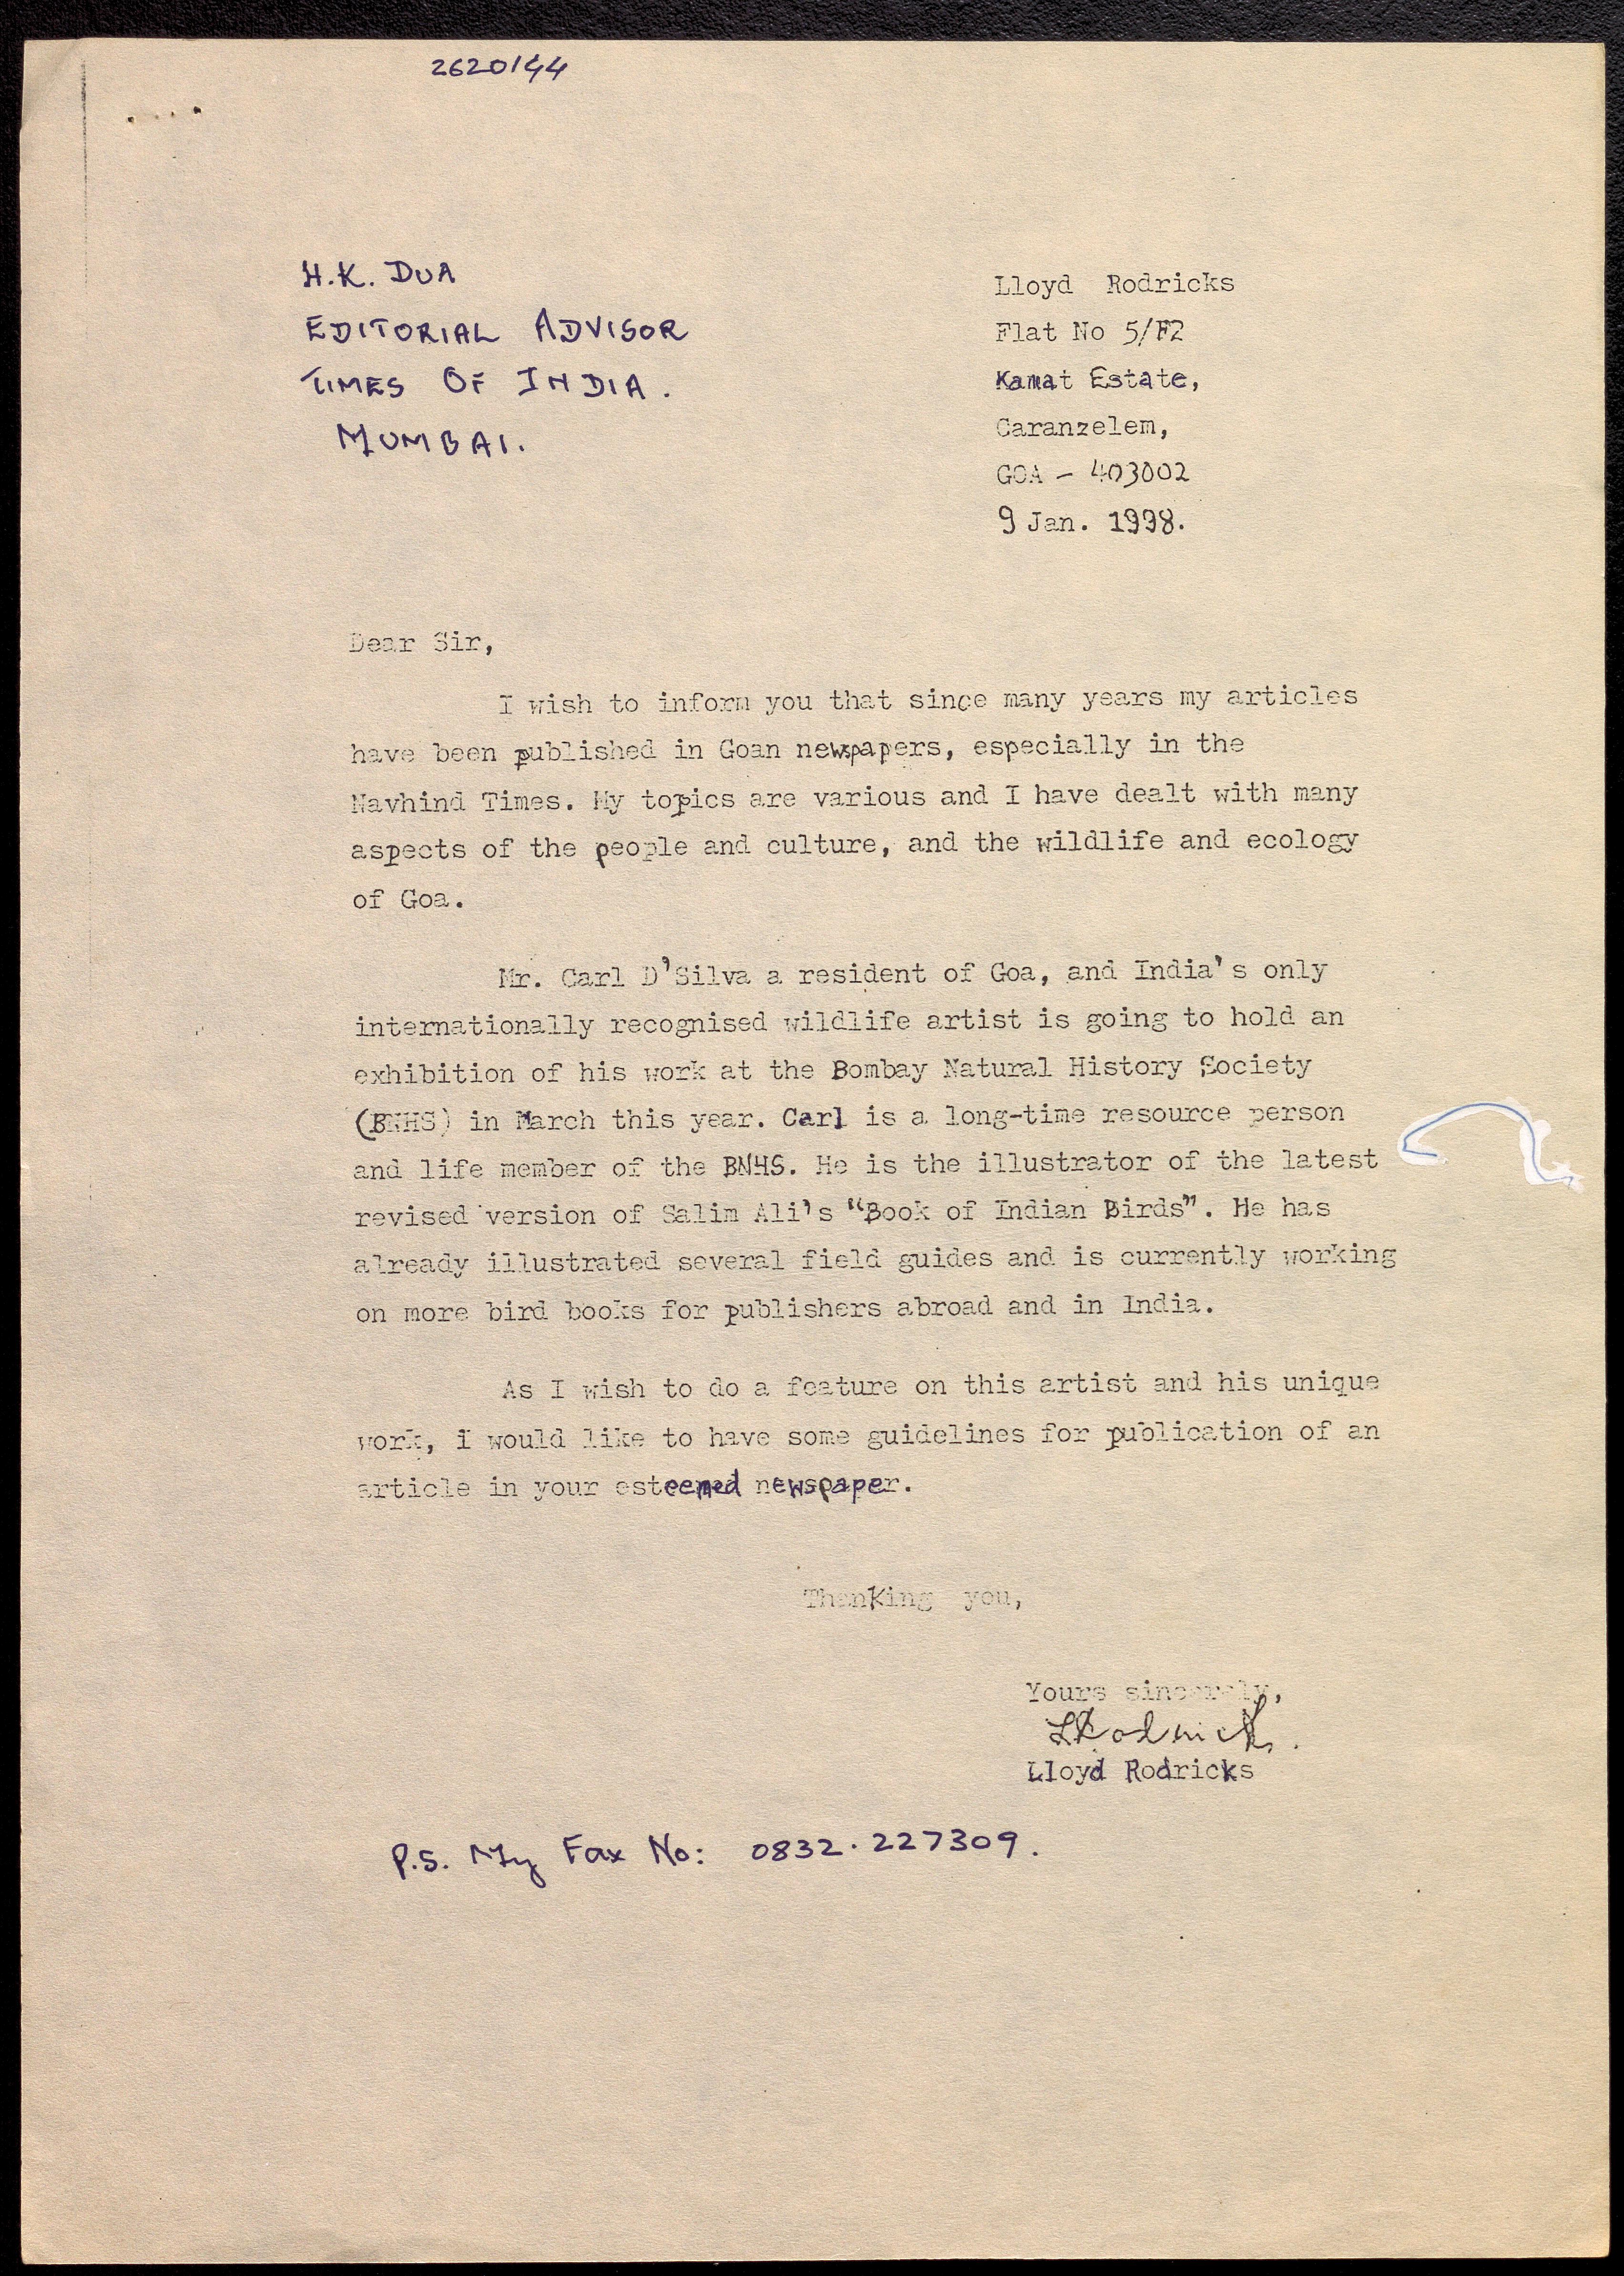 2620144
H.K. DUA
EDITORIAL ADVISOR
TIMES OF INDIA.
MUMBAI.
Lloyd Rodricks
Flat No 5/F2
Kamat Estate,
Caranzelem,
GOA - 403002
9 Jan. 1998.
Dear Sir,
I wish to inform you that since many years my articles
have been published in Goan newspapers, especially in the
Navhind Times. My topics are various and I have dealt with many
aspects of the people and culture, and the wildlife and ecology
of Goa.
Mr. Carl D'Silva a resident of Goa, and India's only
internationally recognised wildlife artist is going to hold an
exhibition of his work at the Bombay Natural History Society
(BNHS) in March this year. Carl is a long-time resource person
and life member of the BNHS. He is the illustrator of the latest
revised version of Salim Ali's "Book of Indian Birds". He has
already illustrated several field guides and is currently working
on more bird books for publishers abroad and in India.
As I wish to do a feature on this artist and his unique
work, i would like to have some guidelines for publication of an
article in your esteemed newspaper.
Thanking you,
Yours sincerely,
LRodricks.
Lloyd Rodricks
P.S. My Fax No: 0832.227309.